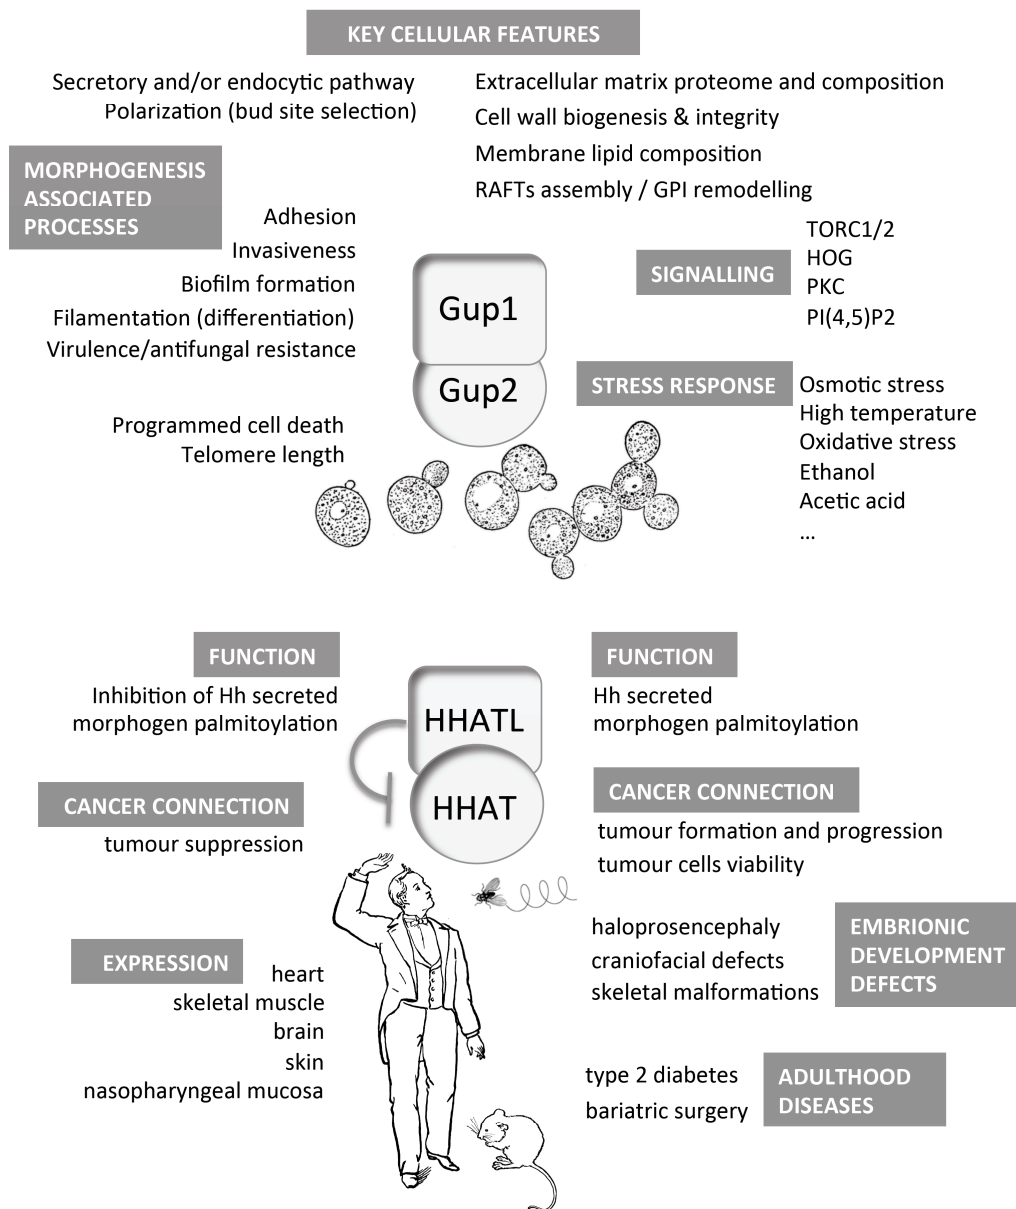 KEY CELLULAR FEATURES
Secretory and/or endocytic pathway
Polarization (bud site selection)
Extracellular matrix proteome and composition
Cell wall biogenesis & integrity
Membrane lipid composition
RAFTs assembly / GPI remodelling
MORPHOGENESIS
ASSOCIATED
PROCESSES
Adhesion
Invasiveness
Biofilm formation
Filamentation (differentiation)
Virulence/antifungal resistance
Programmed cell death
Telomere length
Gup1
Gup2
SIGNALLING
TORC1/2
HOG
PKC
PI(4,5)P2
STRESS RESPONSE
Osmotic stress
High temperature
Oxidative stress
Ethanol
Acetic acid
...
FUNCTION
Inhibition of Hh secreted
morphogen palmitoylation
CANCER CONNECTION
tumour suppression
EXPRESSION
heart
skeletal muscle
brain
skin
nasopharyngeal mucosa
HHATL
HHAT
FUNCTION
Hh secreted
morphogen palmitoylation
CANCER CONNECTION
tumour formation and progression
tumour cells viability
haloprosencephaly
craniofacial defects
skeletal malformations
EMBRIONIC
DEVELOPMENT
DEFECTS
type 2 diabetes
bariatric surgery
ADULTHOOD
DISEASES